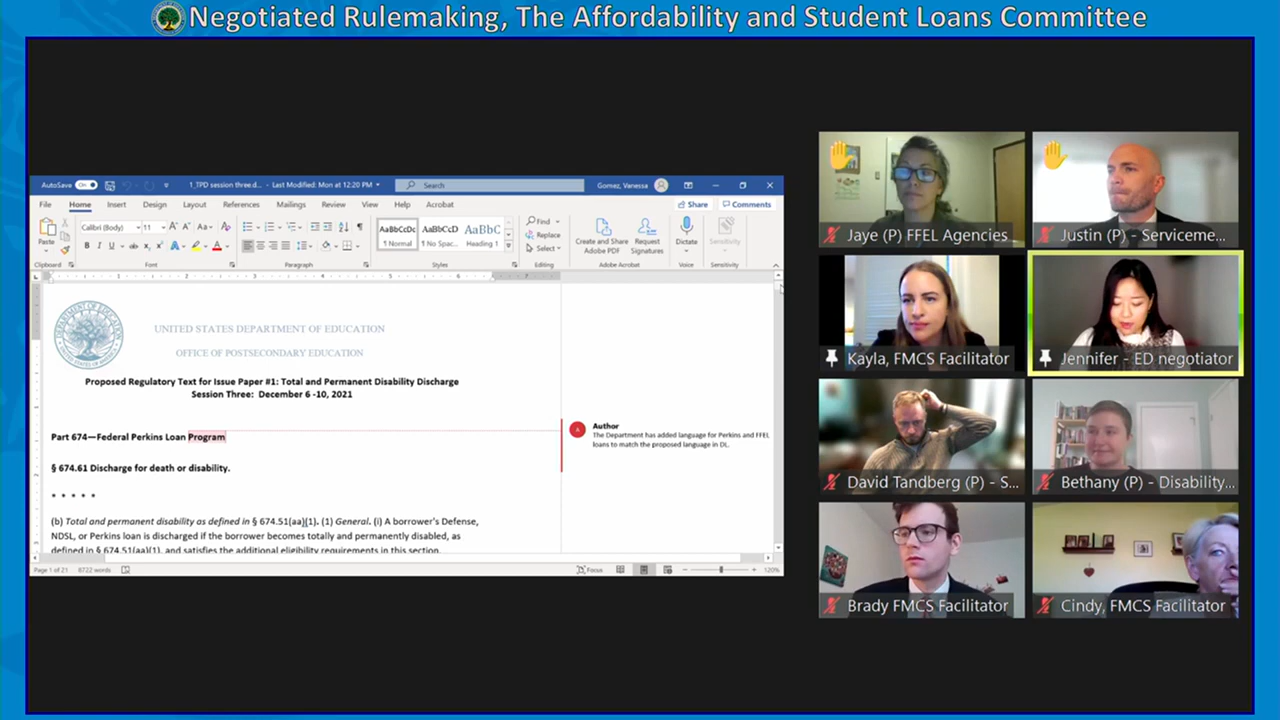 Negotiated Rulemaking, The Affordability and Student Loans Committee
AutoSave On 1_TPD session three.d... - Last Modified: Mon at 12:20 PM Search Gomez, Vanessa
File Home Insert Design Layout References Mailings Review View Help Acrobat Share Comments
Calibri (Body) 11 Aa
Paste
B I U
AaBbCcDc AaBbCcD AaBbC
¶ Normal ¶ No Spac... Heading 1
Find
Replace
Select
Create and Share Adobe PDF
Request Signatures
Dictate
Sensitivity
Clipboard Font Paragraph Styles Editing Adobe Acrobat Voice Sensitivity
UNITED STATES DEPARTMENT OF EDUCATION
OFFICE OF POSTSECONDARY EDUCATION
Proposed Regulatory Text for Issue Paper #1: Total and Permanent Disability Discharge
Session Three: December 6 -10, 2021
Part 674—Federal Perkins Loan Program
§ 674.61 Discharge for death or disability.
* * * * *
(b) Total and permanent disability as defined in § 674.51(aa)(1). (1) General. (i) A borrower's Defense,
NDSL, or Perkins loan is discharged if the borrower becomes totally and permanently disabled, as
defined in § 674.51(aa)(1), and satisfies the additional eligibility requirements in this section.
A
Author
The Department has added language for Perkins and FFEL
loans to match the proposed language in DL.
Page 1 of 21 8722 words Focus 120%
Jaye (P) FFEL Agencies
Justin (P) - Serviceme...
Kayla, FMCS Facilitator
Jennifer - ED negotiator
David Tandberg (P) - S...
Bethany (P) - Disability...
Brady FMCS Facilitator
Cindy, FMCS Facilitator